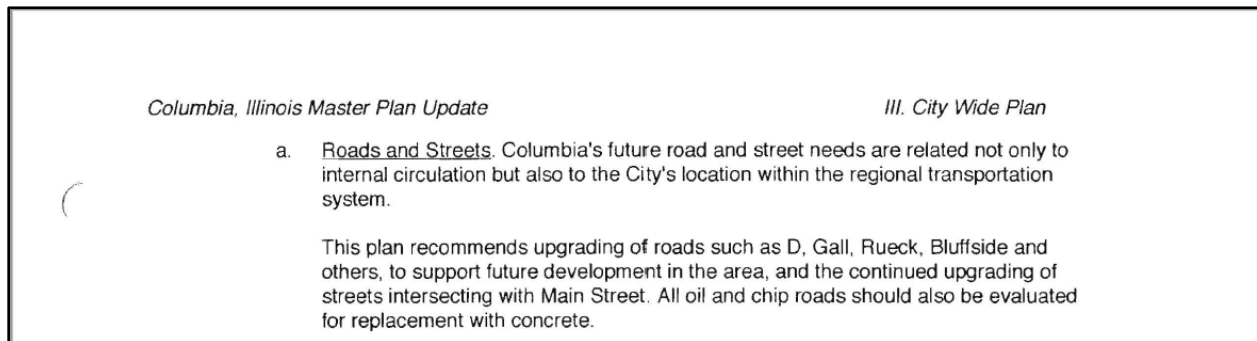 Columbia, Illinois Master Plan Update III. City Wide Plan
a. Roads and Streets. Columbia's future road and street needs are related not only to
internal circulation but also to the City's location within the regional transportation
system.
This plan recommends upgrading of roads such as D, Gall, Rueck, Bluffside and
others, to support future development in the area, and the continued upgrading of
streets intersecting with Main Street. All oil and chip roads should also be evaluated
for replacement with concrete.